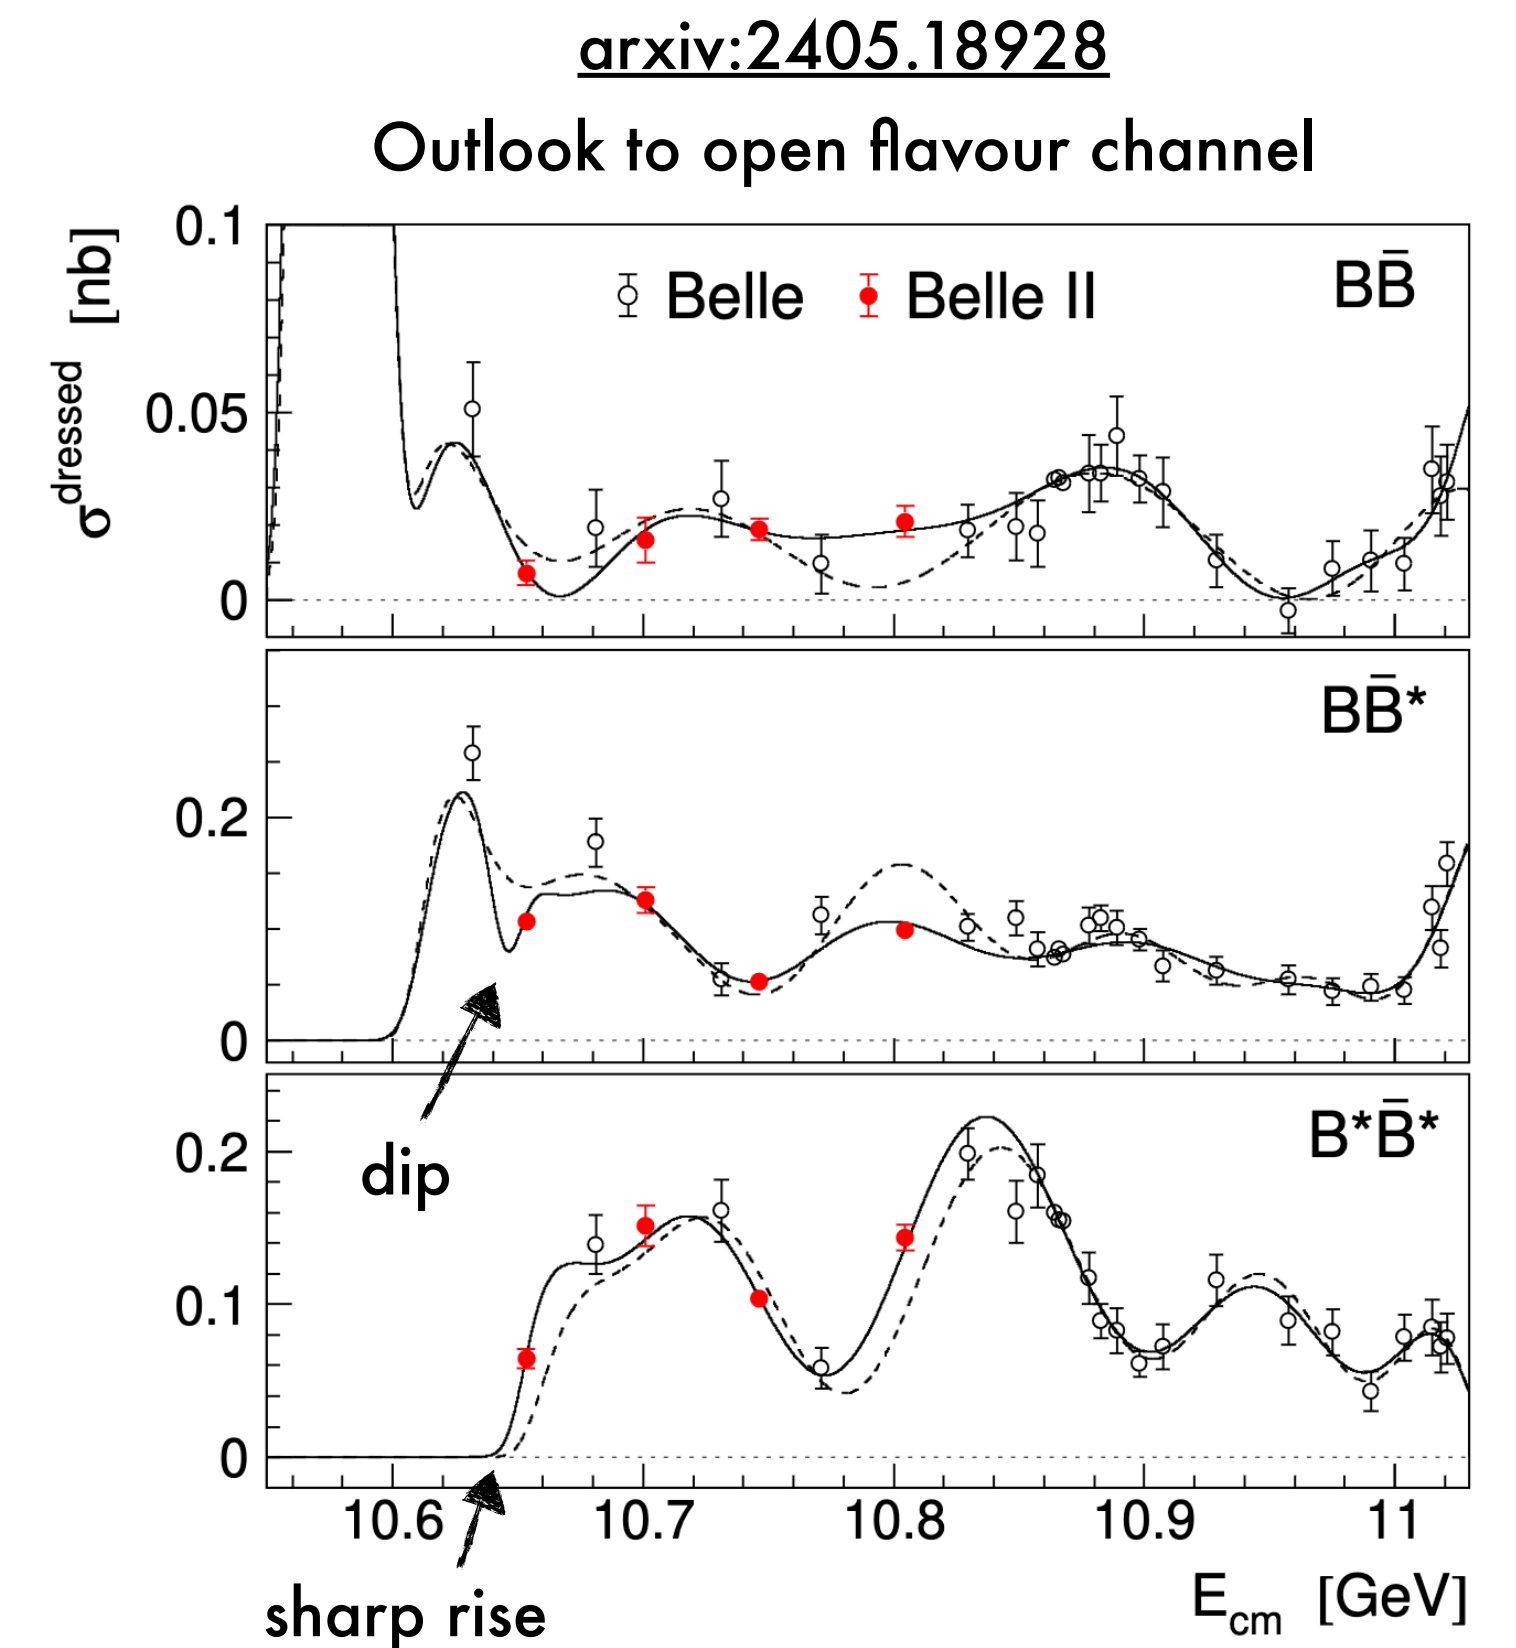 arxiv:2405.18928
Outlook to open flavour channel
σ^dressed [nb]
0.1
0.05
0
Belle
Belle II
BB̄
0.2
0
BB̄*
dip
0.2
0.1
0
B*B̄*
10.6 10.7 10.8 10.9 11
E_cm [GeV]
sharp rise